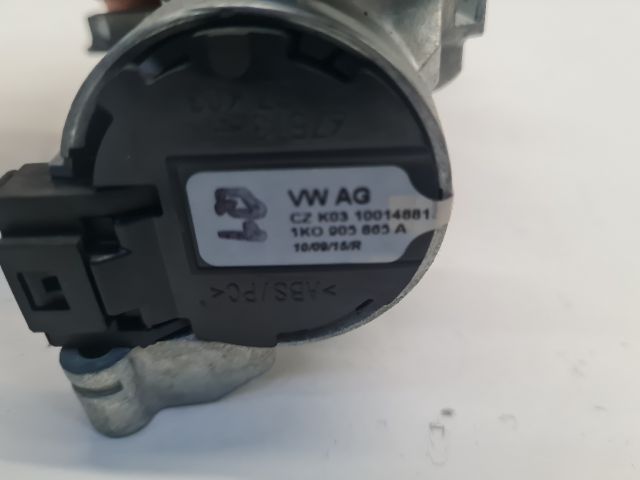 VW AG
CZ K03 10014881
1K0 905 865 A
10/09/15/R
>ABS/PC<